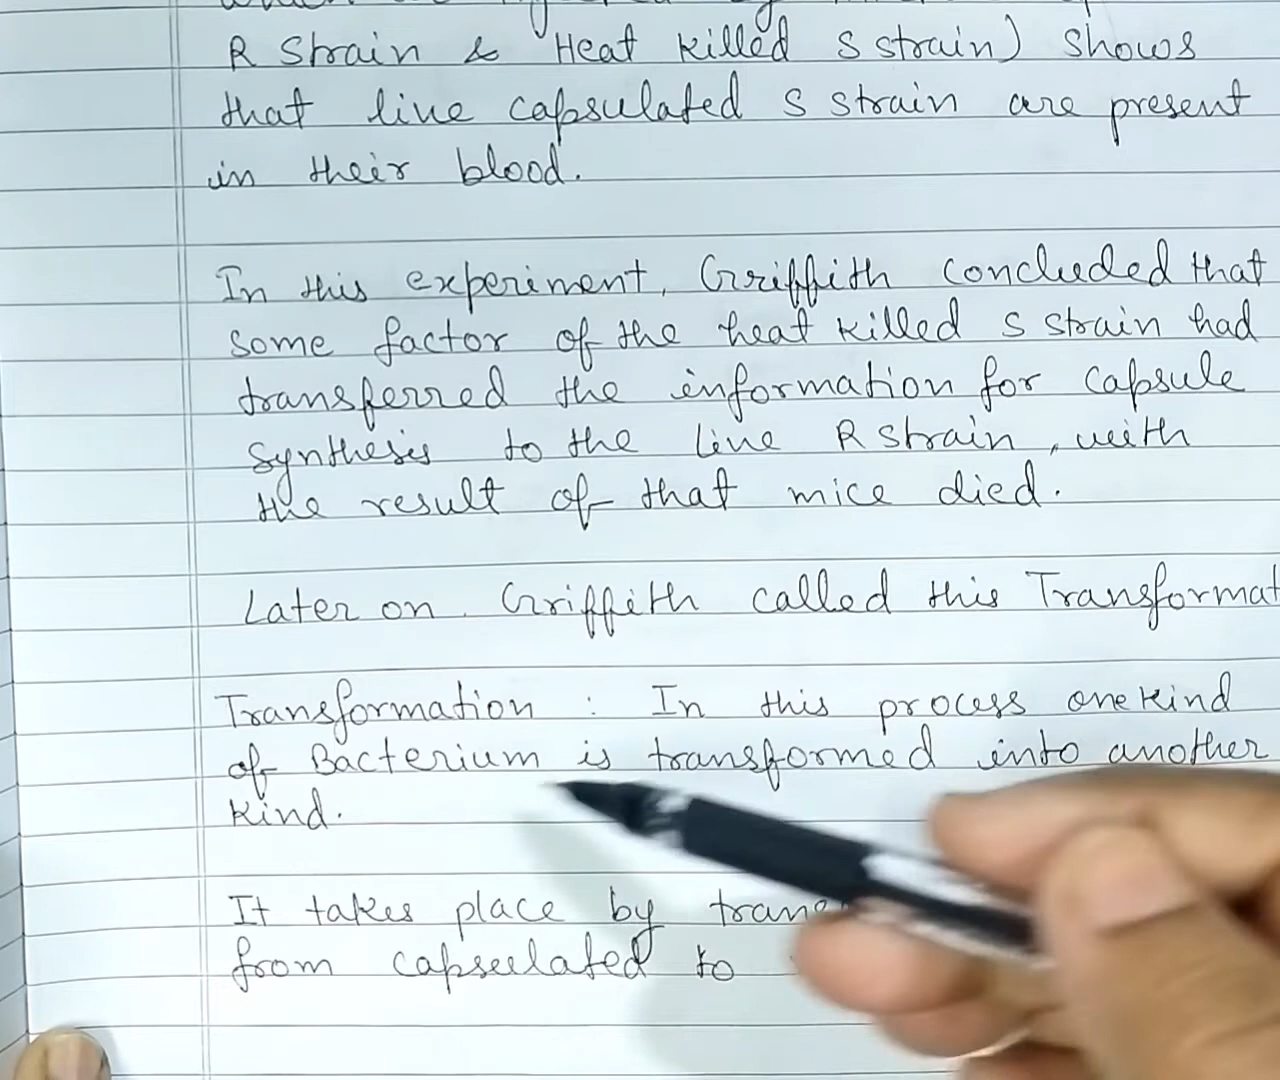 R Strain & Heat killed S strain) shows
that live capsulated S strain are present
in their blood.
In this experiment, Griffith concluded that
some factor of the heat killed S strain had
transferred the information for capsule
synthesis to the live R strain, with
the result of that mice died.
Later on. Griffith called this Transformat
Transformation : In this process one kind
of Bacterium is transformed into another
kind.
It takes place by
from capsulated to